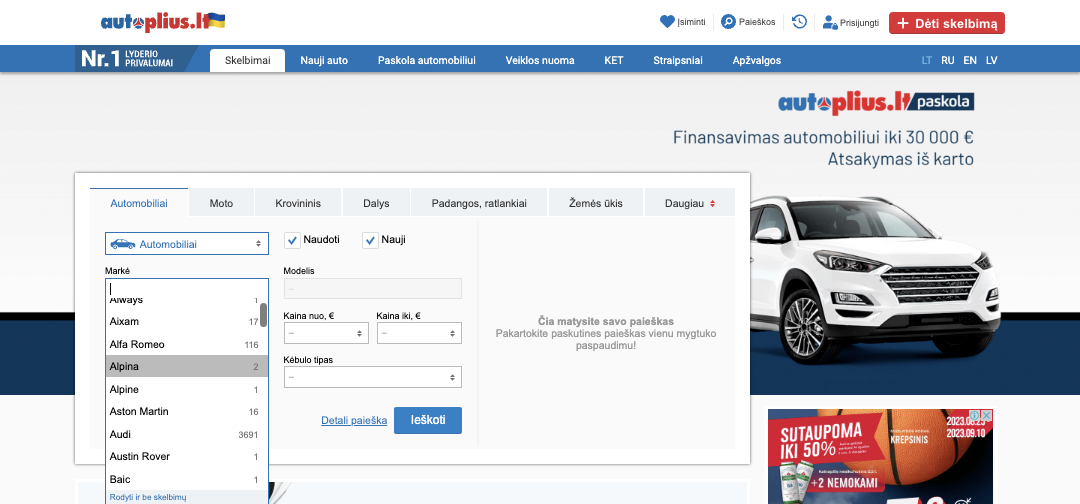 autoplius.lt
Įsiminti
Paieškos
Prisijungti
+ Dėti skelbimą
Nr.1 LYDERIO
PRIVALUMAI
Skelbimai
Nauji auto
Paskola automobiliui
Veiklos nuoma
KET
Straipsniai
Apžvalgos
LT RU EN LV
autoplius.lt paskola
Finansavimas automobiliui iki 30 000 €
Atsakymas iš karto
Automobiliai
Moto
Krovininis
Dalys
Padangos, ratlankiai
Žemės ūkis
Daugiau
Automobiliai
Naudoti
Nauji
Markė
Modelis
–
Aiways 1
Aixam 17
Alfa Romeo 116
Alpina 2
Alpine 1
Aston Martin 16
Audi 3691
Austin Rover 1
Baic 1
Rodyti ir be skelbimų
Kaina nuo, €
Kaina iki, €
–
–
Kėbulo tipas
–
Detali paieška
Ieškoti
Čia matysite savo paieškas
Pakartokite paskutines paieškas vienu mygtuko
paspaudimu!
SUTAUPOMA
IKI 50%
+2 NEMOKAMI
KREPSINIS
2023.08.23
2023.09.10